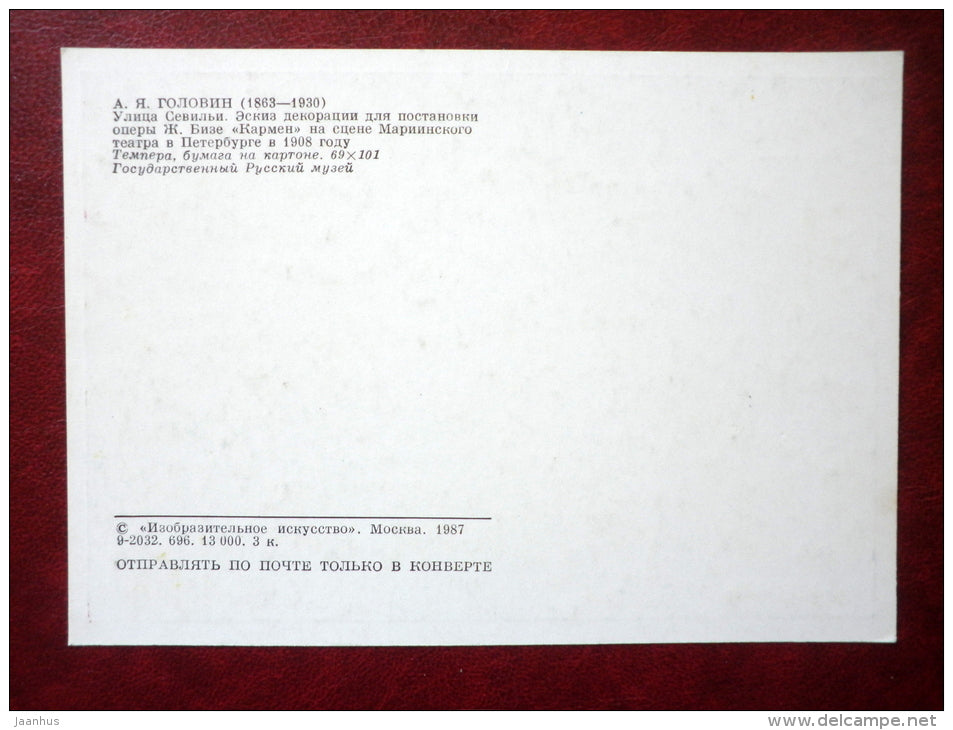 А. Я. ГОЛОВИН (1863—1930)
Улица Севильи. Эскиз декорации для постановки
оперы Ж. Бизе «Кармен» на сцене Мариинского
театра в Петербурге в 1908 году
Темпера, бумага на картоне. 69×101
Государственный Русский музей
© «Изобразительное искусство». Москва. 1987
9-2032. 696. 13 000. 3 к.
ОТПРАВЛЯТЬ ПО ПОЧТЕ ТОЛЬКО В КОНВЕРТЕ
jaanhus
delcampe.net